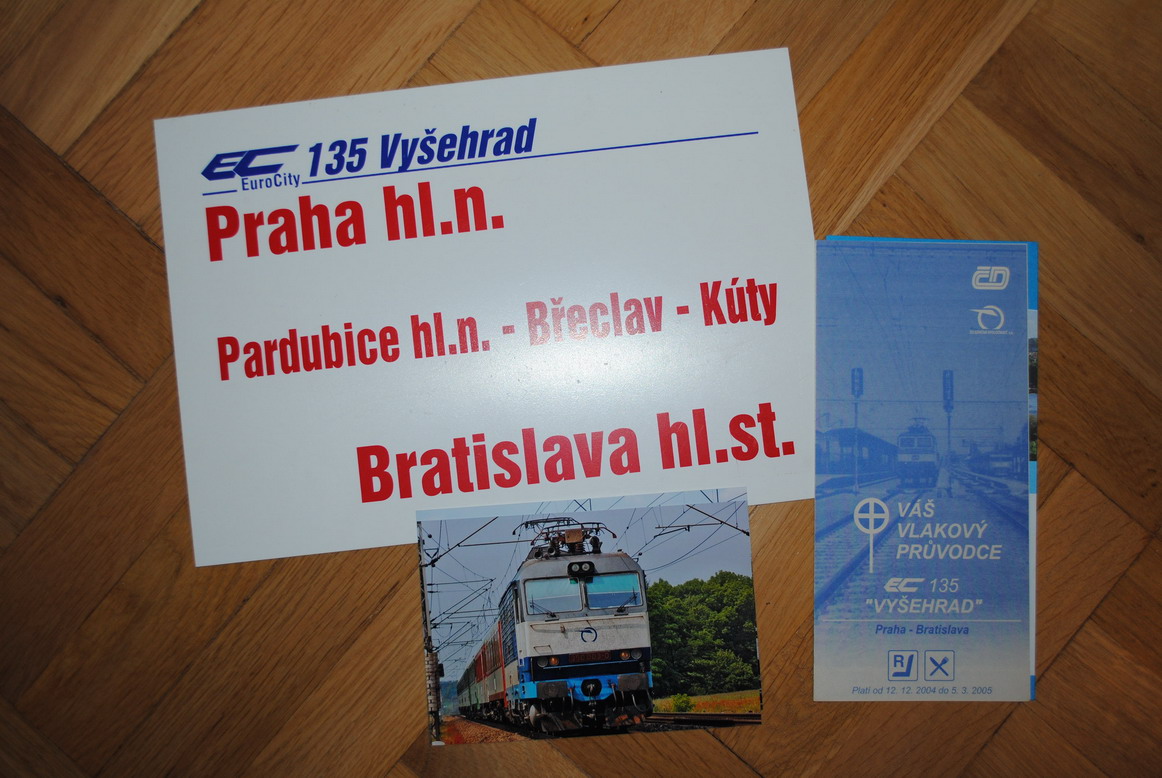 EC 135 Vyšehrad
EuroCity
Praha hl.n.
Pardubice hl.n. - Břeclav - Kúty
Bratislava hl.st.
ČD
VÁŠ
VLAKOVÝ
PRŮVODCE
EC 135
"VYŠEHRAD"
Praha - Bratislava
R
Platí od 12. 12. 2004 do 5. 3. 2005